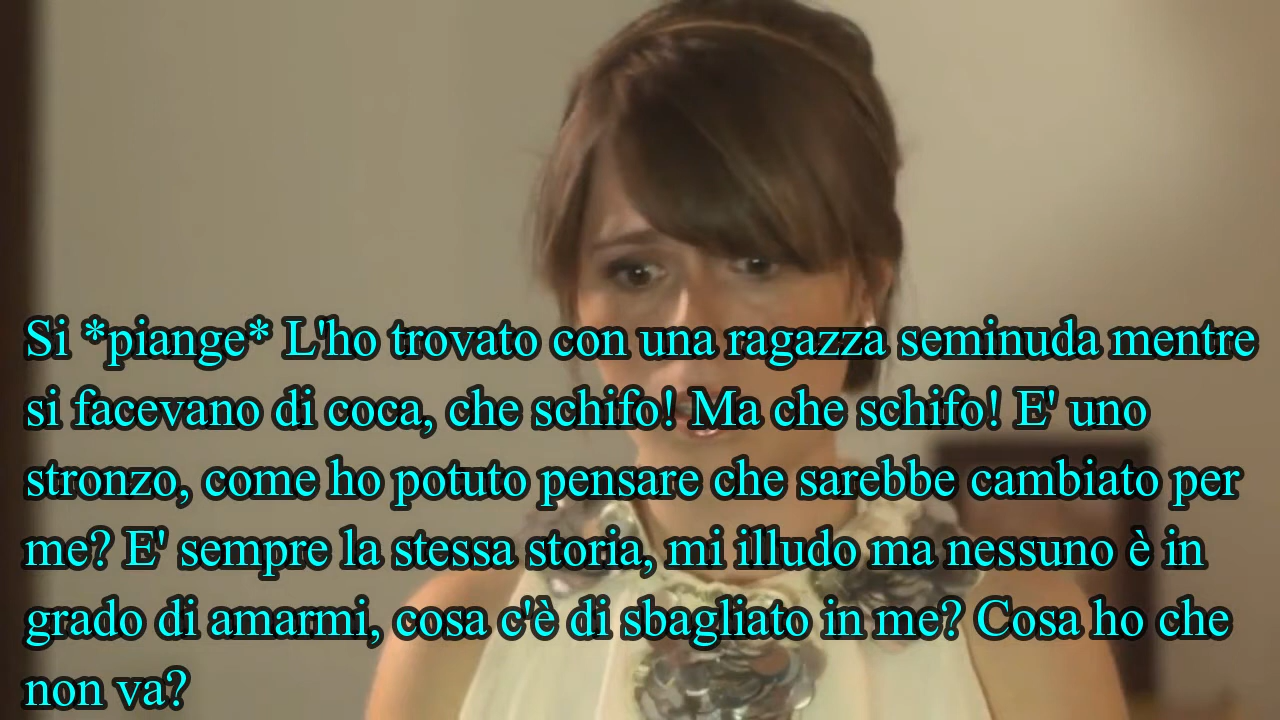 Si *piange* L'ho trovato con una ragazza seminuda mentre
si facevano di coca, che schifo! Ma che schifo! E' uno
stronzo, come ho potuto pensare che sarebbe cambiato per
me? E' sempre la stessa storia, mi illudo ma nessuno è in
grado di amarmi, cosa c'è di sbagliato in me? Cosa ho che
non va?